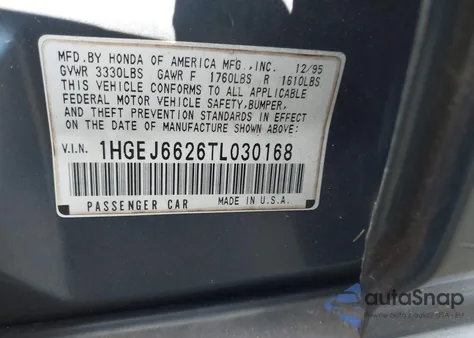 MFD.BY HONDA OF AMERICA MFG.,INC. 12/95
GVWR 3330LBS GAWR F 1760LBS R 1610LBS
THIS VEHICLE CONFORMS TO ALL APPLICABLE
FEDERAL MOTOR VEHICLE SAFETY,BUMPER,
AND THEFT PREVENTION STANDARDS IN EFFECT
ON THE DATE OF MANUFACTURE SHOWN ABOVE.
V.I.N. 1HGEJ6626TL030168
PASSENGER CAR MADE IN U.S.A.
autoSnap